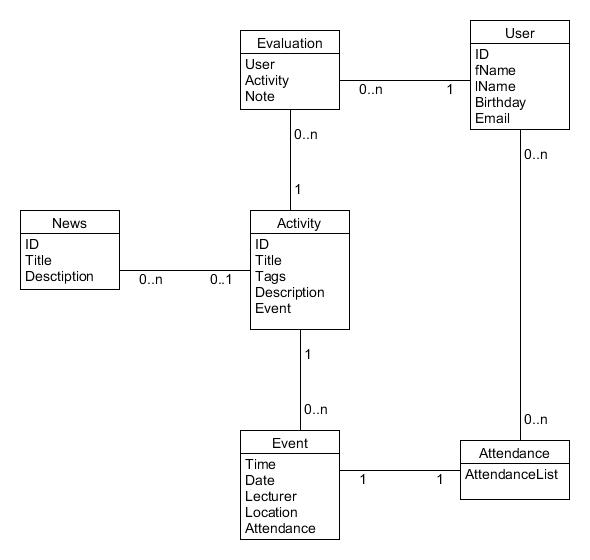 Evaluation
User
Activity
Note
User
ID
fName
lName
Birthday
Email
0..n
1
0..n
1
0..n
News
ID
Title
Desctiption
Activity
ID
Title
Tags
Description
Event
0..n
0..1
1
0..n
0..n
Event
Time
Date
Lecturer
Location
Attendance
Attendance
AttendanceList
1
1